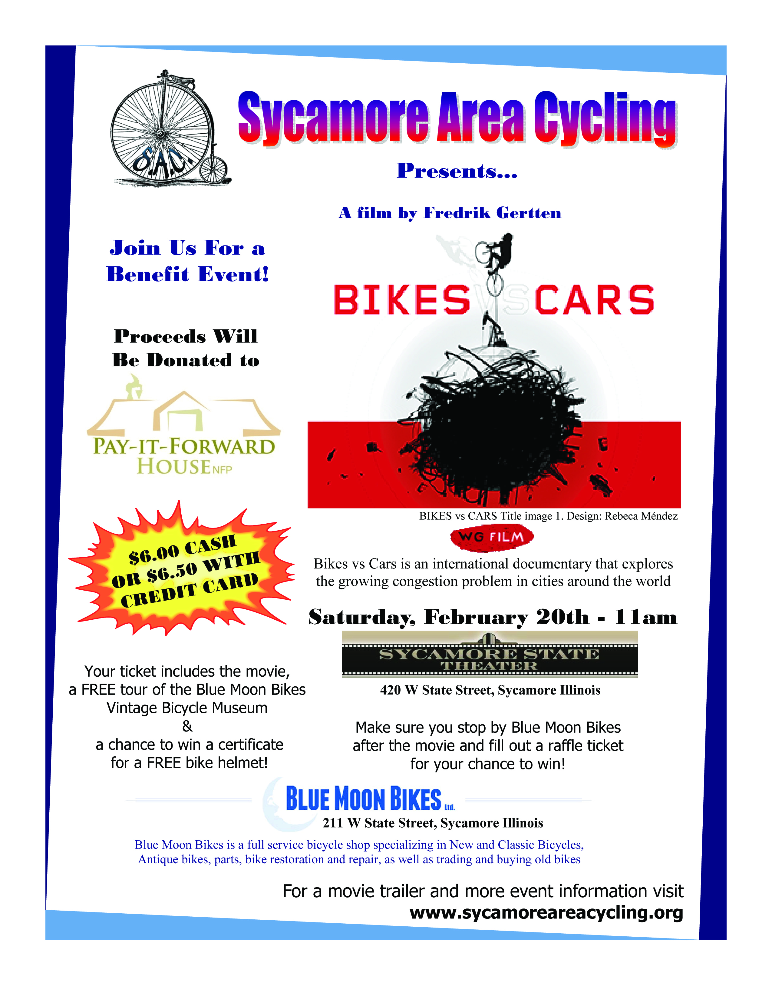 S.A.C.
Sycamore Area Cycling
Presents...
A film by Fredrik Gertten
Join Us For a
Benefit Event!
BIKES VS CARS
Proceeds Will
Be Donated to
PAY-IT-FORWARD
HOUSE NFP
BIKES vs CARS Title image 1. Design: Rebeca Méndez
WG FILM
$6.00 CASH
OR $6.50 WITH
CREDIT CARD
Bikes vs Cars is an international documentary that explores
the growing congestion problem in cities around the world
Saturday, February 20th - 11am
SYCAMORE STATE
THEATER
420 W State Street, Sycamore Illinois
Your ticket includes the movie,
a FREE tour of the Blue Moon Bikes
Vintage Bicycle Museum
&
a chance to win a certificate
for a FREE bike helmet!
Make sure you stop by Blue Moon Bikes
after the movie and fill out a raffle ticket
for your chance to win!
BLUE MOON BIKES Ltd.
211 W State Street, Sycamore Illinois
Blue Moon Bikes is a full service bicycle shop specializing in New and Classic Bicycles,
Antique bikes, parts, bike restoration and repair, as well as trading and buying old bikes
For a movie trailer and more event information visit
www.sycamoreareacycling.org